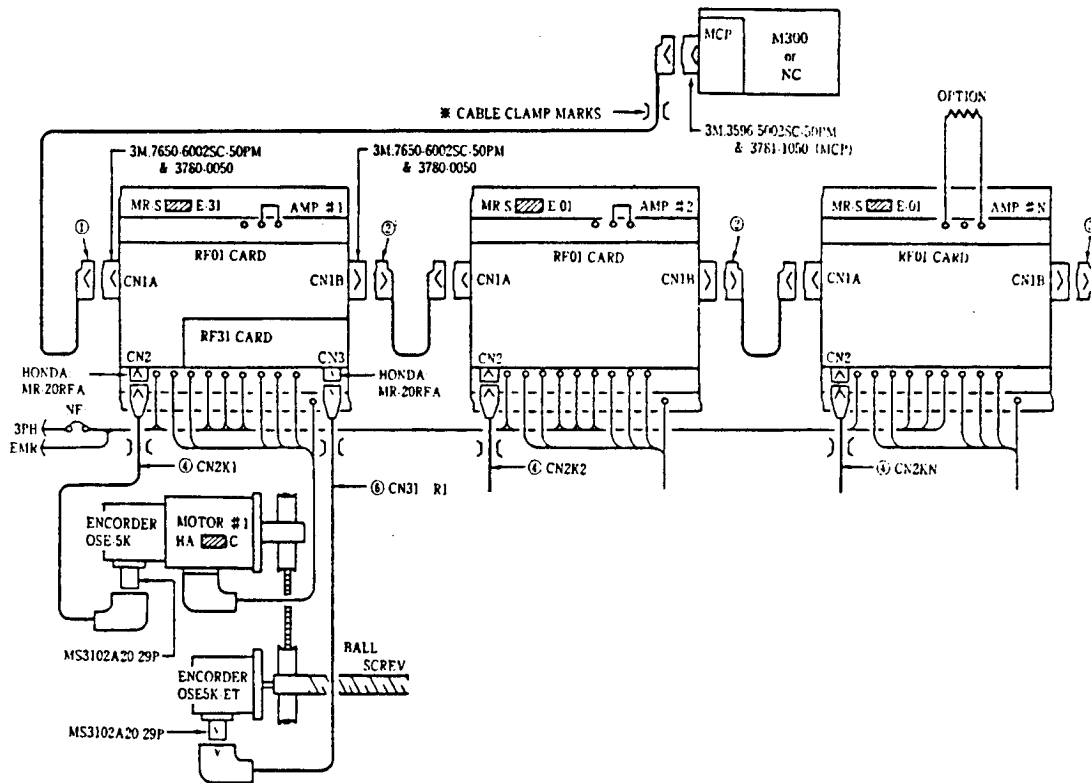 MCP
M300
or
NC
※ CABLE CLAMP MARKS
OPTION
3M.3596-5002SC-50PM
& 3781-1050 (MCP)
3M.7650-6002SC-50PM
& 3780-0050
3M.7650-6002SC-50PM
& 3780-0050
MR-S E-31 AMP #1
MR-S E-01 AMP #2
MR-S E-01 AMP #N
①
②
②
RF01 CARD
RF01 CARD
RF01 CARD
CN1A
CN1B
CN1A
CN1B
CN1A
CN1B
RF31 CARD
CN2
CN3
CN2
CN2
HONDA
MR-20RFA
HONDA
MR-20RFA
NF
3PH
EMR
④ CN2K1
⑥ CN31 R1
④ CN2K2
④ CN2KN
ENCORDER
OSE-5K
MOTOR #1
HA C
MS3102A20-29P
BALL
SCREV
ENCORDER
OSE5K-ET
MS3102A20-29P